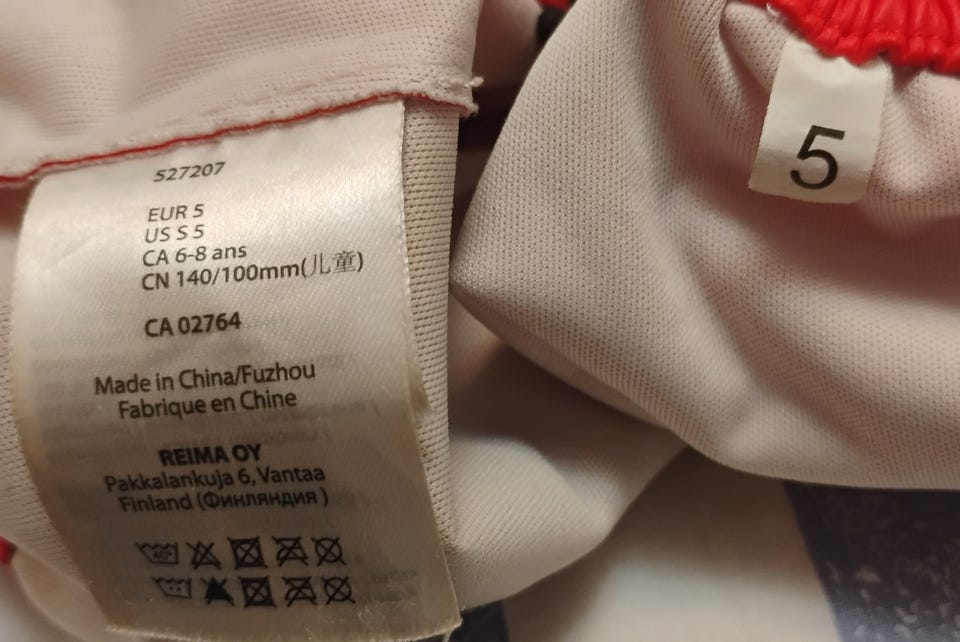 527207
EUR 5
US S 5
CA 6-8 ans
CN 140/100mm(儿童)
CA 02764
Made in China/Fuzhou
Fabrique en Chine
REIMA OY
Pakkalankuja 6, Vantaa
Finland (Финляндия )
40°
5